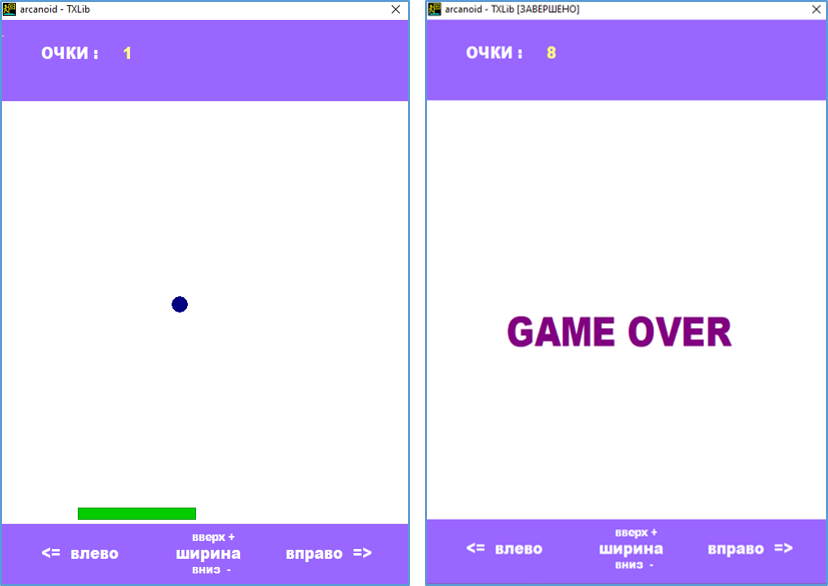 arcanoid - TXLib
ОЧКИ : 1
вверх +
<= влево ширина вправо =>
вниз -
arcanoid - TXLib [ЗАВЕРШЕНО]
ОЧКИ : 8
GAME OVER
вверх +
<= влево ширина вправо =>
вниз -